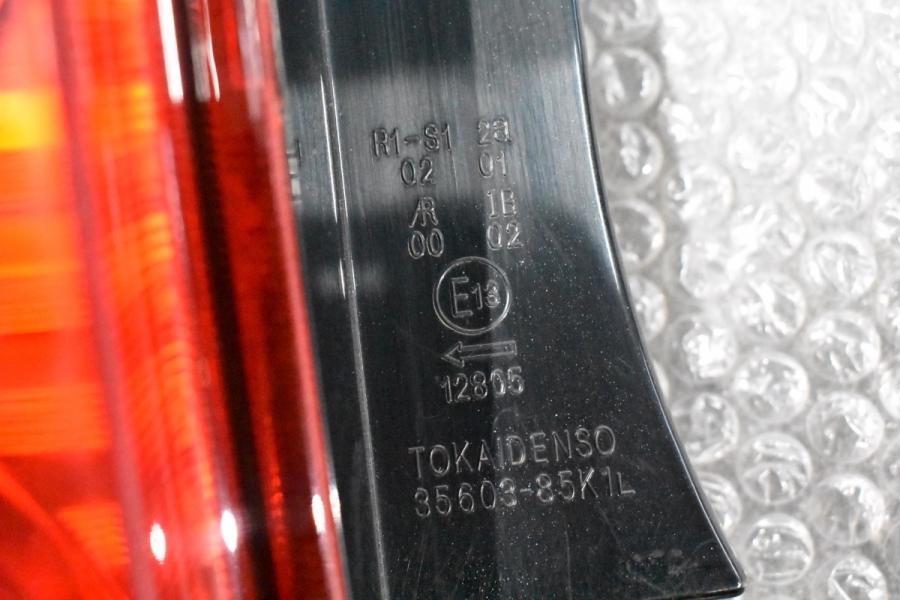 R1-S1 2a
02 01
/R 1B
00 02
E13
12805
TOKAIDENSO
35603-85K1L